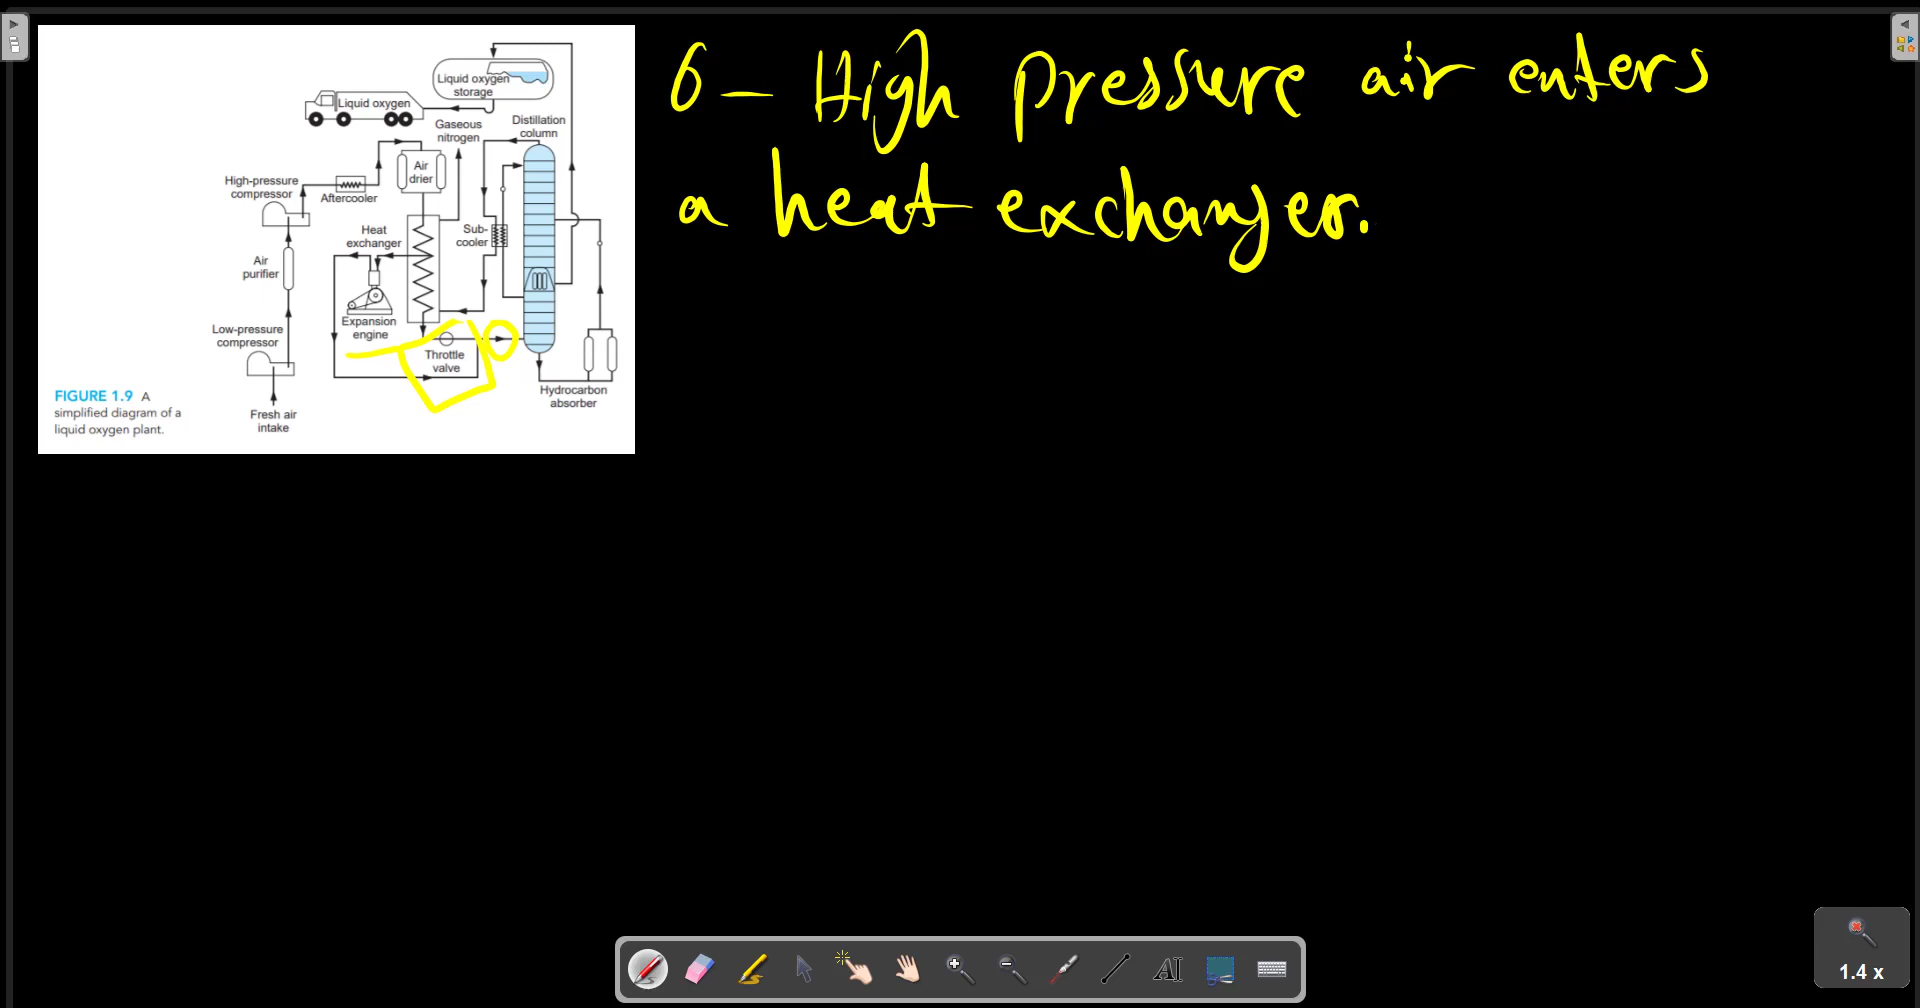 6 - High pressure air enters
a heat exchanger.
Liquid oxygen
storage
Liquid oxygen
Gaseous
nitrogen
Distillation
column
Air
drier
High-pressure
compressor
Aftercooler
Heat
exchanger
Sub-
cooler
Air
purifier
Expansion
engine
Low-pressure
compressor
Throttle
valve
Hydrocarbon
absorber
Fresh air
intake
FIGURE 1.9 A
simplified diagram of a
liquid oxygen plant.
1.4 x